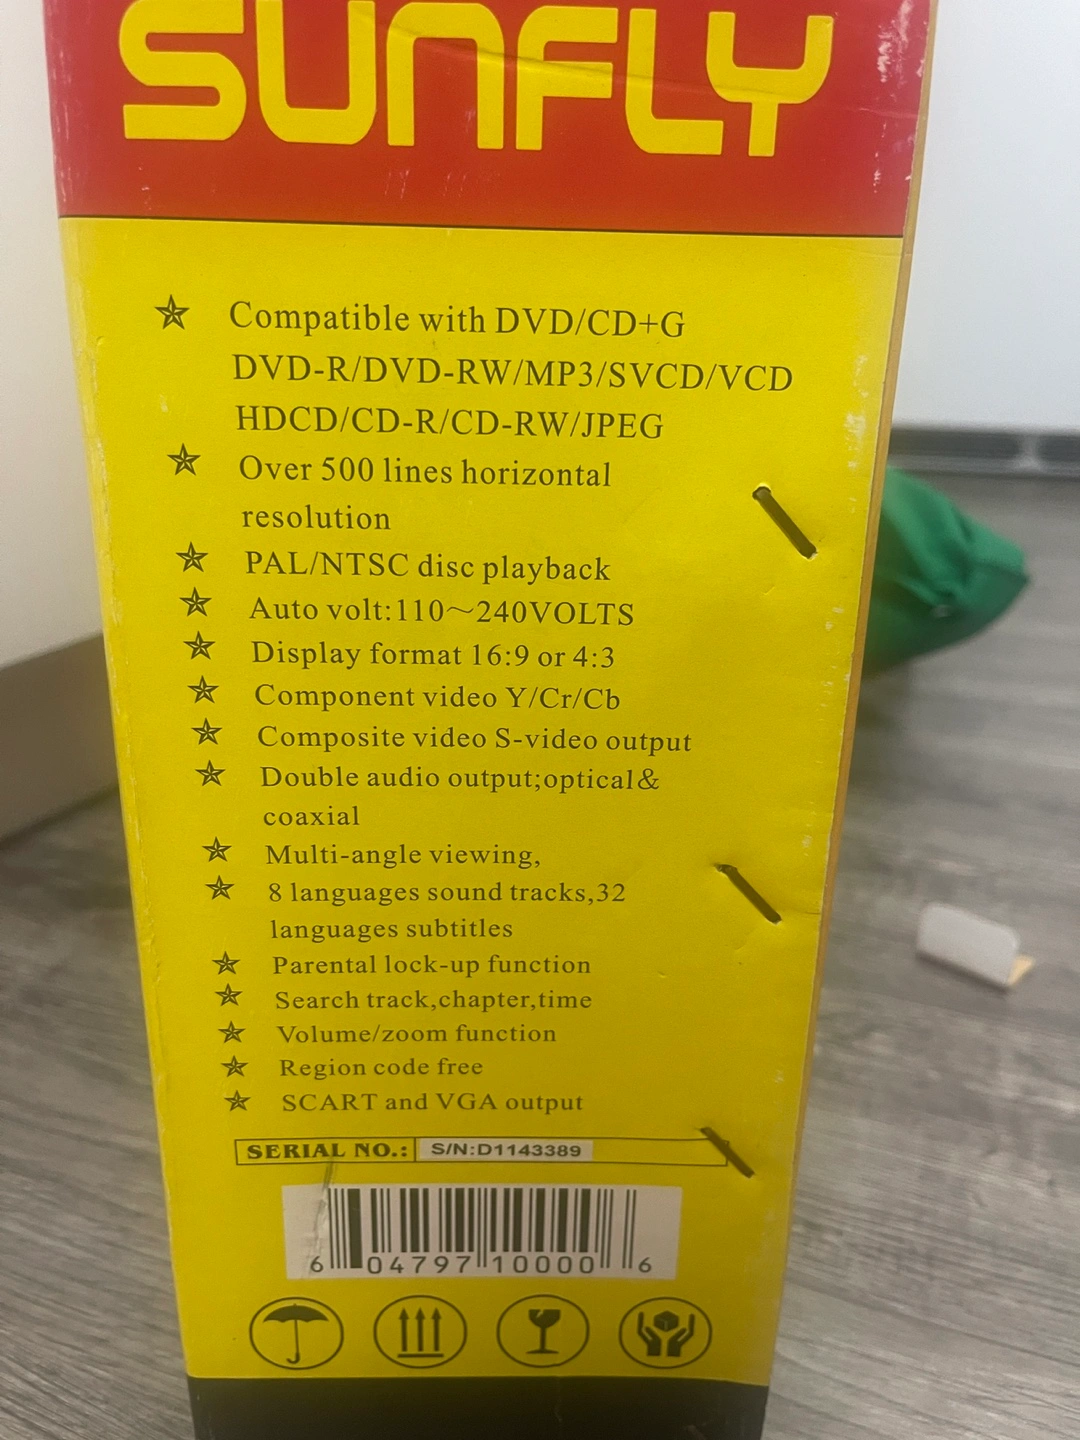 SUNFLY
Compatible with DVD/CD+G
DVD-R/DVD-RW/MP3/SVCD/VCD
HDCD/CD-R/CD-RW/JPEG
Over 500 lines horizontal
resolution
PAL/NTSC disc playback
Auto volt:110～240VOLTS
Display format 16:9 or 4:3
Component video Y/Cr/Cb
Composite video S-video output
Double audio output;optical&
coaxial
Multi-angle viewing,
8 languages sound tracks,32
languages subtitles
Parental lock-up function
Search track,chapter,time
Volume/zoom function
Region code free
SCART and VGA output
SERIAL NO.: S/N:D1143389
6 04797 10000 6